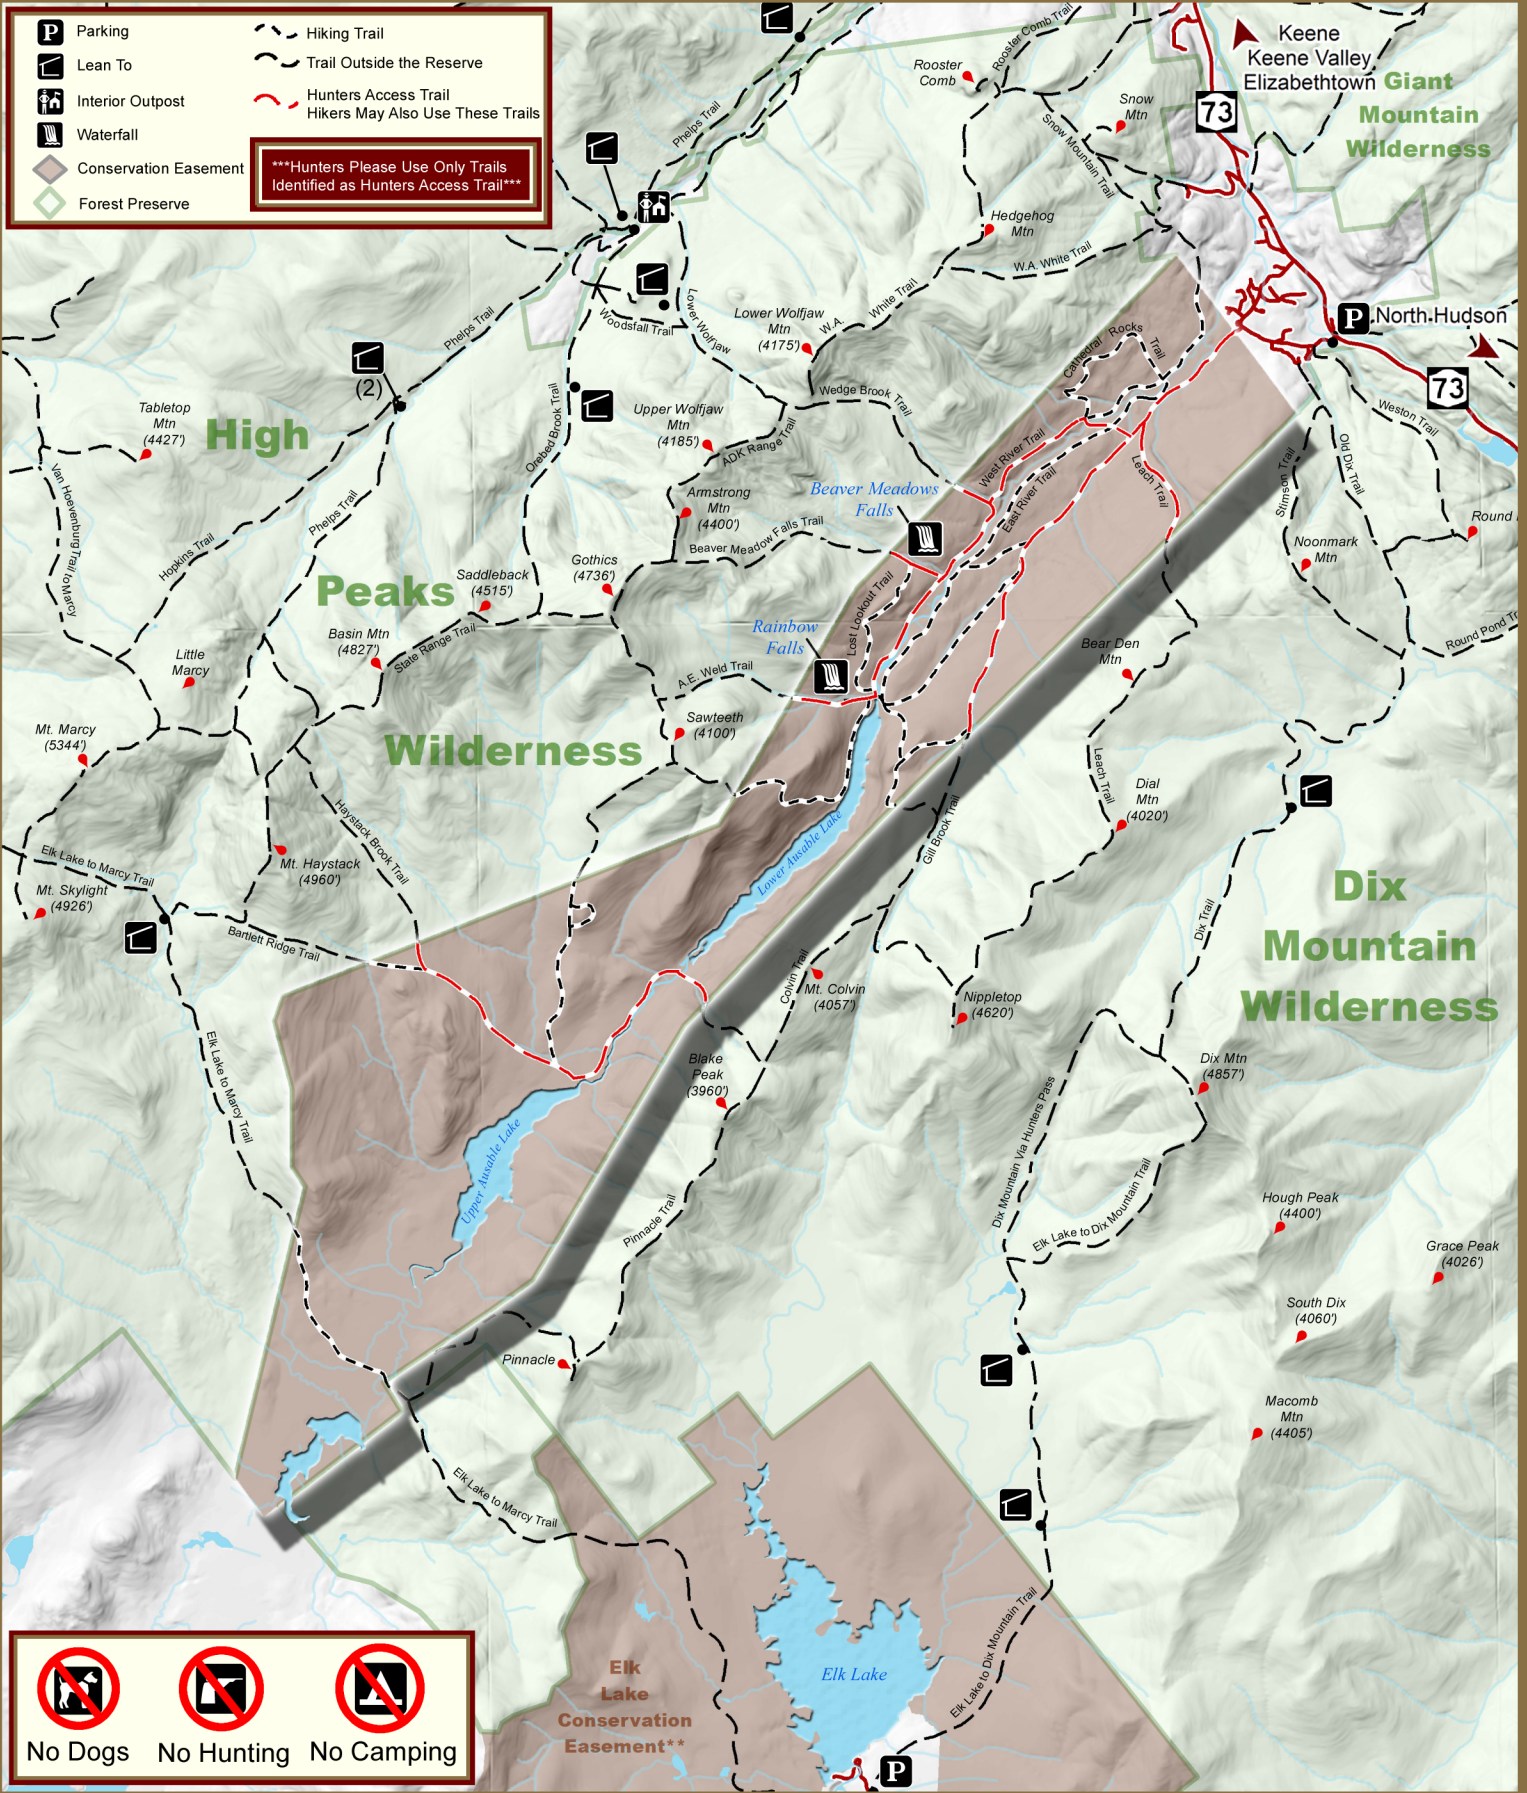 P Parking
Lean To
Interior Outpost
Waterfall
Conservation Easement
Forest Preserve
Hiking Trail
Trail Outside the Reserve
Hunters Access Trail
Hikers May Also Use These Trails
***Hunters Please Use Only Trails
Identified as Hunters Access Trail***
Keene
Keene Valley
Elizabethtown
Giant
Mountain
Wilderness
73
Rooster
Comb
Rooster Comb Trail
Snow
Mtn
Snow Mountain Trail
Phelps Trail
Hedgehog
Mtn
W.A. White Trail
W.A. White Trail
P
North Hudson
73
Lower Wolfjaw
Mtn
(4175')
Lower Wolfjaw
Woodsfall Trail
Phelps Trail
(2)
Cathedral Rocks Trail
Wedge Brook Trail
Weston Trail
Tabletop
Mtn
(4427')
High
Orebed Brook Trail
Upper Wolfjaw
Mtn
(4185')
ADK Range Trail
West River Trail
East River Trail
Leach Trail
Stimson Trail
Old Dix Trail
Van Hoevenburg Trail to Marcy
Beaver Meadows
Falls
Armstrong
Mtn
(4400')
Beaver Meadow Falls Trail
Phelps Trail
Hopkins Trail
Round
Noonmark
Mtn
Gothics
(4736')
Saddleback
(4515')
Peaks
Lost Lookout Trail
Rainbow
Falls
Basin Mtn
(4827')
State Range Trail
Round Pond Tr
Bear Den
Mtn
Little
Marcy
A.E. Weld Trail
Sawteeth
(4100')
Mt. Marcy
(5344')
Wilderness
Leach Trail
Dial
Mtn
(4020')
Haystack Brook Trail
Lower Ausable Lake
Gill Brook Trail
Elk Lake to Marcy Trail
Mt. Haystack
(4960')
Mt. Skylight
(4926')
Bartlett Ridge Trail
Dix Trail
Dix
Mountain
Wilderness
Colvin Trail
Mt. Colvin
(4057')
Nippletop
(4620')
Elk Lake to Marcy Trail
Blake
Peak
(3960')
Dix Mtn
(4857')
Dix Mountain Via Hunters Pass
Upper Ausable Lake
Pinnacle Trail
Elk Lake to Dix Mountain Trail
Hough Peak
(4400')
Grace Peak
(4026')
South Dix
(4060')
Pinnacle
Macomb
Mtn
(4405')
Elk Lake to Marcy Trail
Elk Lake to Dix Mountain Trail
Elk Lake
Elk
Lake
Conservation
Easement**
P
No Dogs
No Hunting
No Camping